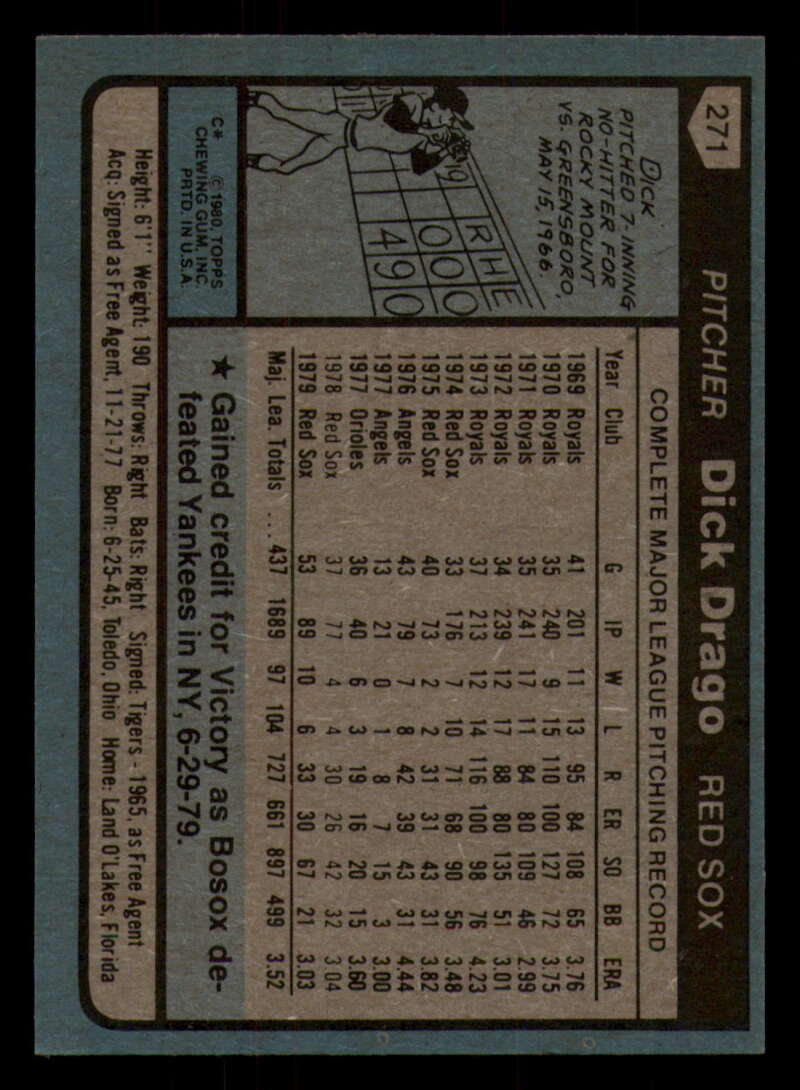 271 PITCHER Dick Drago RED SOX
DICK
PITCHED 7-INNING
NO-HITTER FOR
ROCKY MOUNT
VS. GREENSBORO,
MAY 15, 1966
R H E
0 0 0
4 9 0
C* © 1980, TOPPS
CHEWING GUM, INC.
PRTD. IN U.S.A.
COMPLETE MAJOR LEAGUE PITCHING RECORD
Year Club G IP W L R ER SO BB ERA
1969 Royals 41 201 11 13 95 84 108 65 3.76
1970 Royals 35 240 9 15 110 100 127 72 3.75
1971 Royals 35 241 17 11 84 80 109 46 2.99
1972 Royals 34 239 12 17 88 80 135 51 3.01
1973 Royals 37 213 12 14 116 100 98 76 4.23
1974 Red Sox 33 176 7 10 71 68 90 56 3.48
1975 Red Sox 40 73 2 2 31 31 43 31 3.82
1976 Angels 43 79 7 8 42 39 43 31 4.44
1977 Angels 13 21 0 1 8 7 15 3 3.00
1977 Orioles 36 40 6 3 19 16 20 15 3.60
1978 Red Sox 37 77 4 4 30 26 42 32 3.04
1979 Red Sox 53 89 10 6 33 30 67 21 3.03
Maj. Lea. Totals ... 437 1689 97 104 727 661 897 499 3.52
★ Gained credit for Victory as Bosox de-
feated Yankees in NY, 6-29-79.
Height: 6'1" Weight: 190 Throws: Right Bats: Right Signed: Tigers - 1965, as Free Agent
Acq: Signed as Free Agent, 11-21-77 Born: 6-25-45, Toledo, Ohio Home: Land O'Lakes, Florida